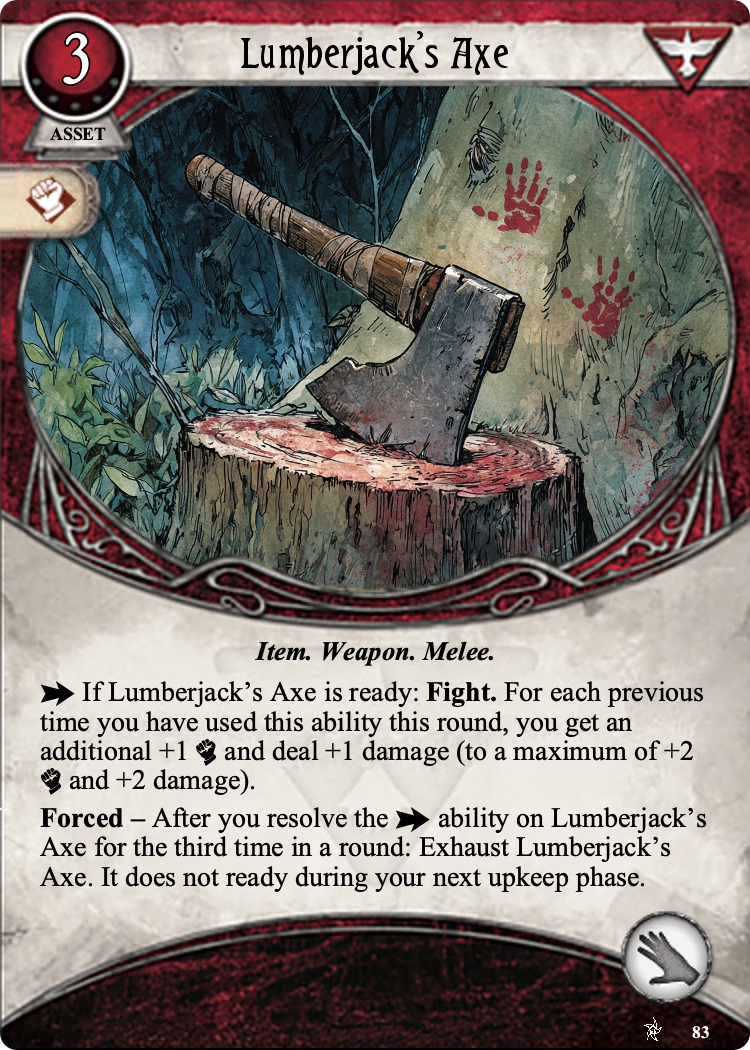 3
Lumberjack's Axe
ASSET
Item. Weapon. Melee.
If Lumberjack's Axe is ready: Fight. For each previous
time you have used this ability this round, you get an
additional +1 and deal +1 damage (to a maximum of +2
and +2 damage).
Forced – After you resolve the ability on Lumberjack's
Axe for the third time in a round: Exhaust Lumberjack's
Axe. It does not ready during your next upkeep phase.
83